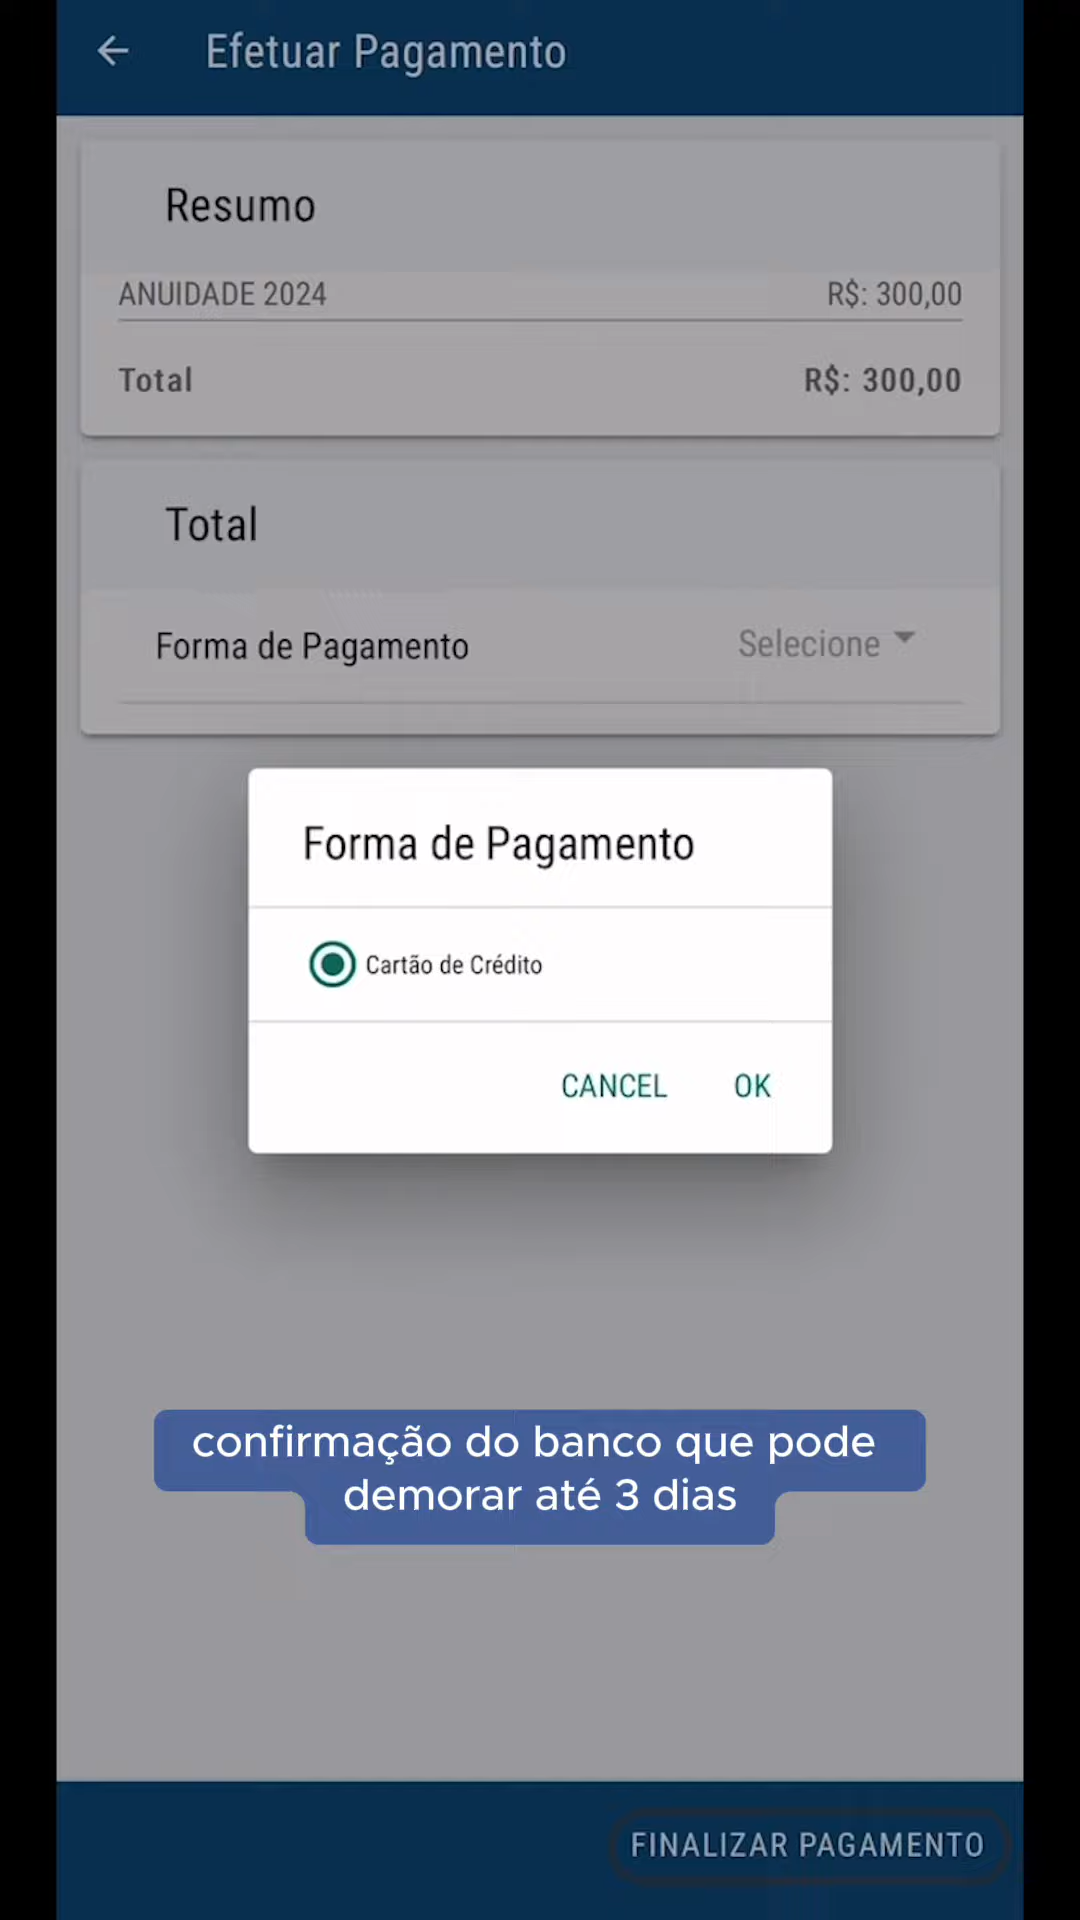 Efetuar Pagamento
Resumo
ANUIDADE 2024 R$: 300,00
Total R$: 300,00
Total
Forma de Pagamento Selecione
Forma de Pagamento
Cartão de Crédito
CANCEL OK
confirmação do banco que pode
demorar até 3 dias
FINALIZAR PAGAMENTO